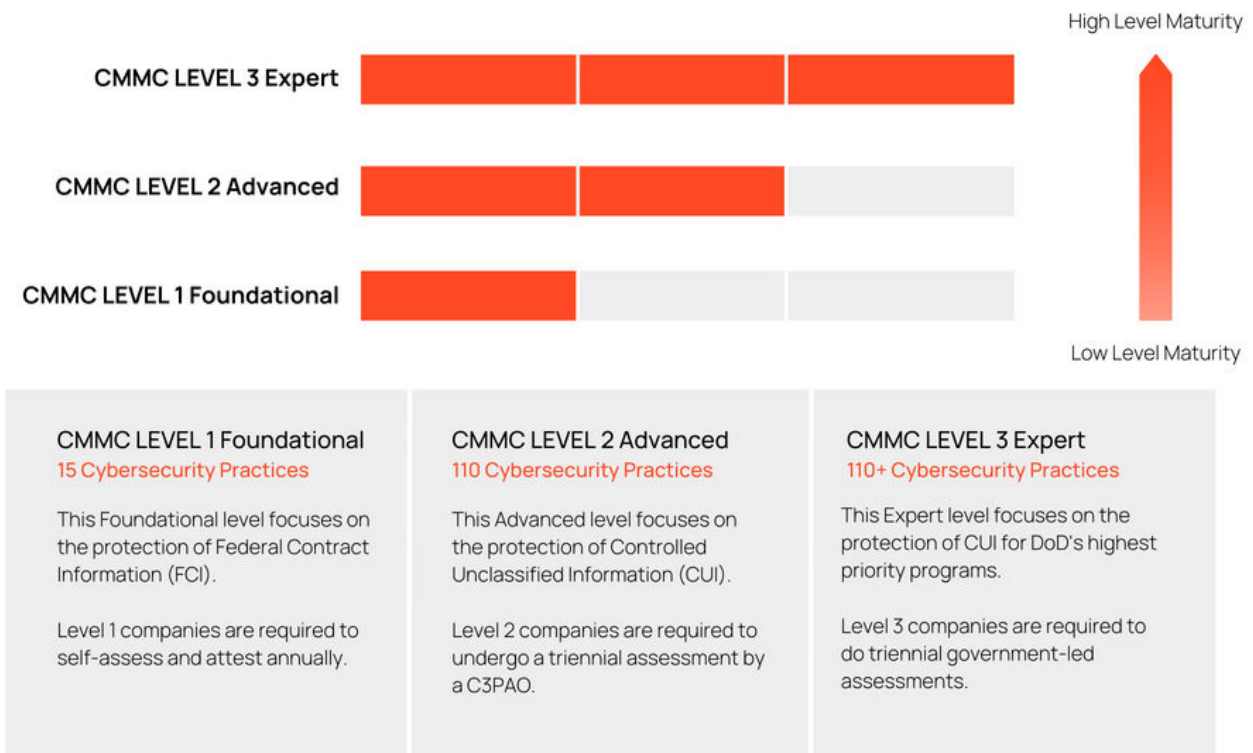 High Level Maturity
CMMC LEVEL 3 Expert
CMMC LEVEL 2 Advanced
CMMC LEVEL 1 Foundational
Low Level Maturity
CMMC LEVEL 1 Foundational
15 Cybersecurity Practices
This Foundational level focuses on
the protection of Federal Contract
Information (FCI).
Level 1 companies are required to
self-assess and attest annually.
CMMC LEVEL 2 Advanced
110 Cybersecurity Practices
This Advanced level focuses on
the protection of Controlled
Unclassified Information (CUI).
Level 2 companies are required to
undergo a triennial assessment by
a C3PAO.
CMMC LEVEL 3 Expert
110+ Cybersecurity Practices
This Expert level focuses on the
protection of CUI for DoD's highest
priority programs.
Level 3 companies are required to
do triennial government-led
assessments.